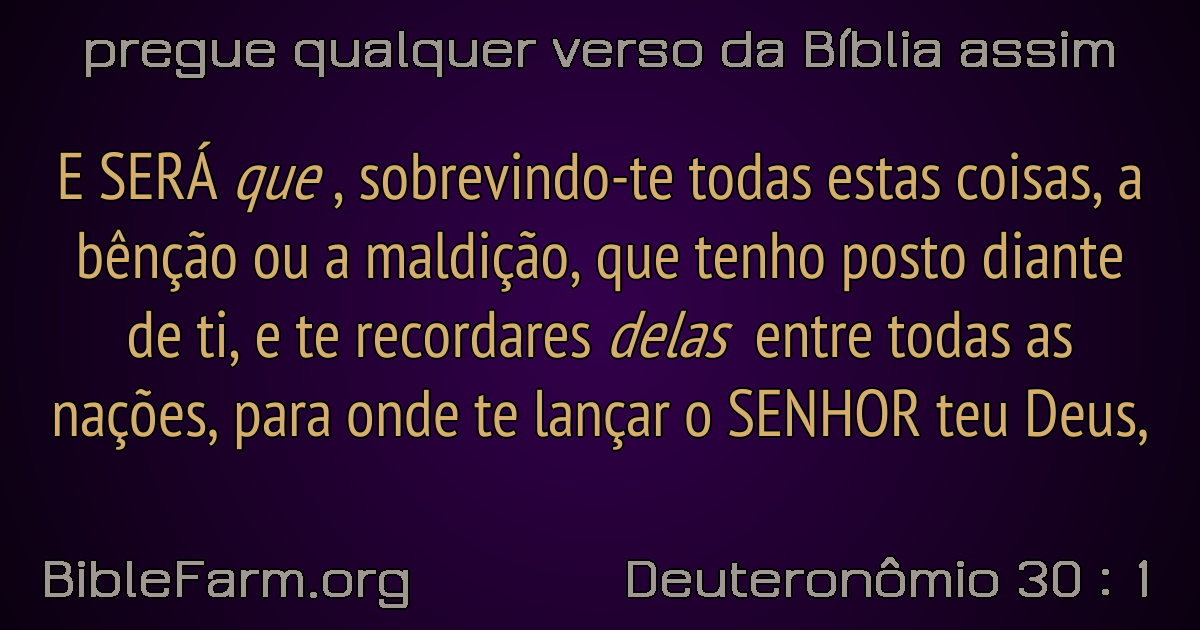 pregue qualquer verso da Bíblia assim
E SERÁ que , sobrevindo-te todas estas coisas, a
bênção ou a maldição, que tenho posto diante
de ti, e te recordares delas entre todas as
nações, para onde te lançar o SENHOR teu Deus,
BibleFarm.org
Deuteronômio 30 : 1